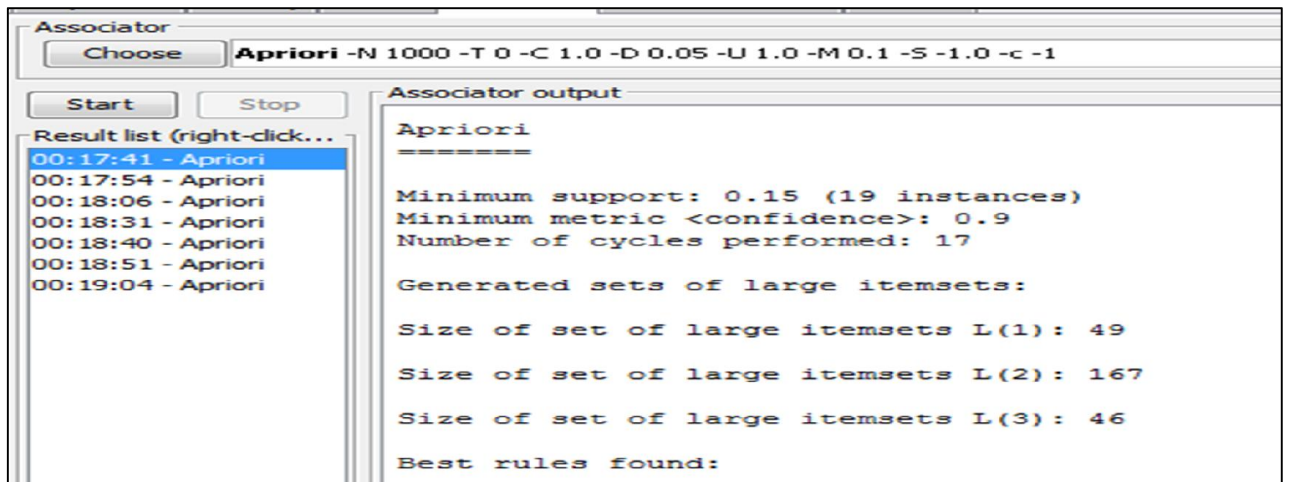 Associator
Choose Apriori -N 1000 -T 0 -C 1.0 -D 0.05 -U 1.0 -M 0.1 -S -1.0 -c -1
Start Stop
Result list (right-click...
00:17:41 - Apriori
00:17:54 - Apriori
00:18:06 - Apriori
00:18:31 - Apriori
00:18:40 - Apriori
00:18:51 - Apriori
00:19:04 - Apriori
Associator output
Apriori
=======
Minimum support: 0.15 (19 instances)
Minimum metric <confidence>: 0.9
Number of cycles performed: 17
Generated sets of large itemsets:
Size of set of large itemsets L(1): 49
Size of set of large itemsets L(2): 167
Size of set of large itemsets L(3): 46
Best rules found: